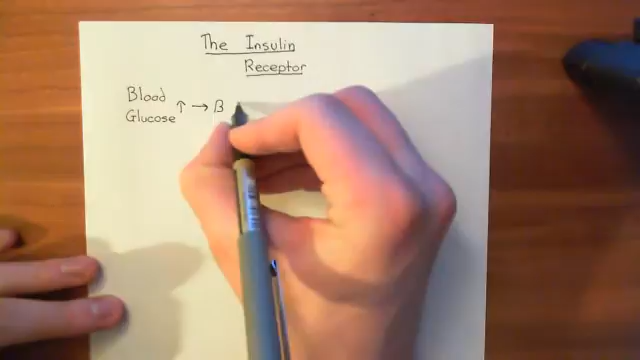 The Insulin
Receptor
Blood
Glucose ↑ → β